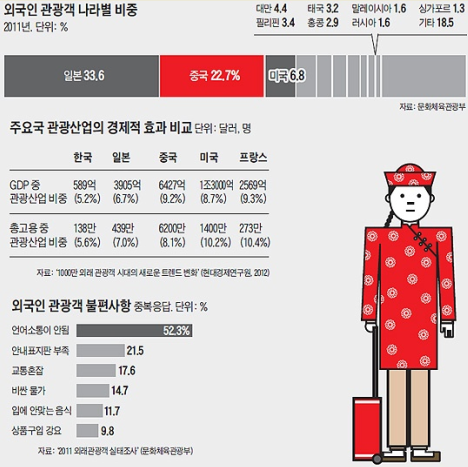 외국인 관광객 나라별 비중
2011년, 단위: %
대만 4.4 태국 3.2 말레이시아 1.6 싱가포르 1.3
필리핀 3.4 홍콩 2.9 러시아 1.6 기타 18.5
일본 33.6 중국 22.7% 미국 6.8
자료: 문화체육관광부
주요국 관광산업의 경제적 효과 비교 단위: 달러, 명
한국 일본 중국 미국 프랑스
GDP 중 589억 3905억 6427억 1조3000억 2569억
관광산업 비중 (5.2%) (6.7%) (9.2%) (8.7%) (9.3%)
총고용 중 138만 439만 6200만 1400만 273만
관광산업 비중 (5.6%) (7.0%) (8.1%) (10.2%) (10.4%)
자료: '1000만 외래 관광객 시대의 새로운 트렌드 변화' (현대경제연구원, 2012)
외국인 관광객 불편사항 중복응답, 단위: %
언어소통이 안됨 52.3%
안내표지판 부족 21.5
교통혼잡 17.6
비싼 물가 14.7
입에 안맞는 음식 11.7
상품구입 강요 9.8
자료: '2011 외래관광객 실태조사' (문화체육관광부)